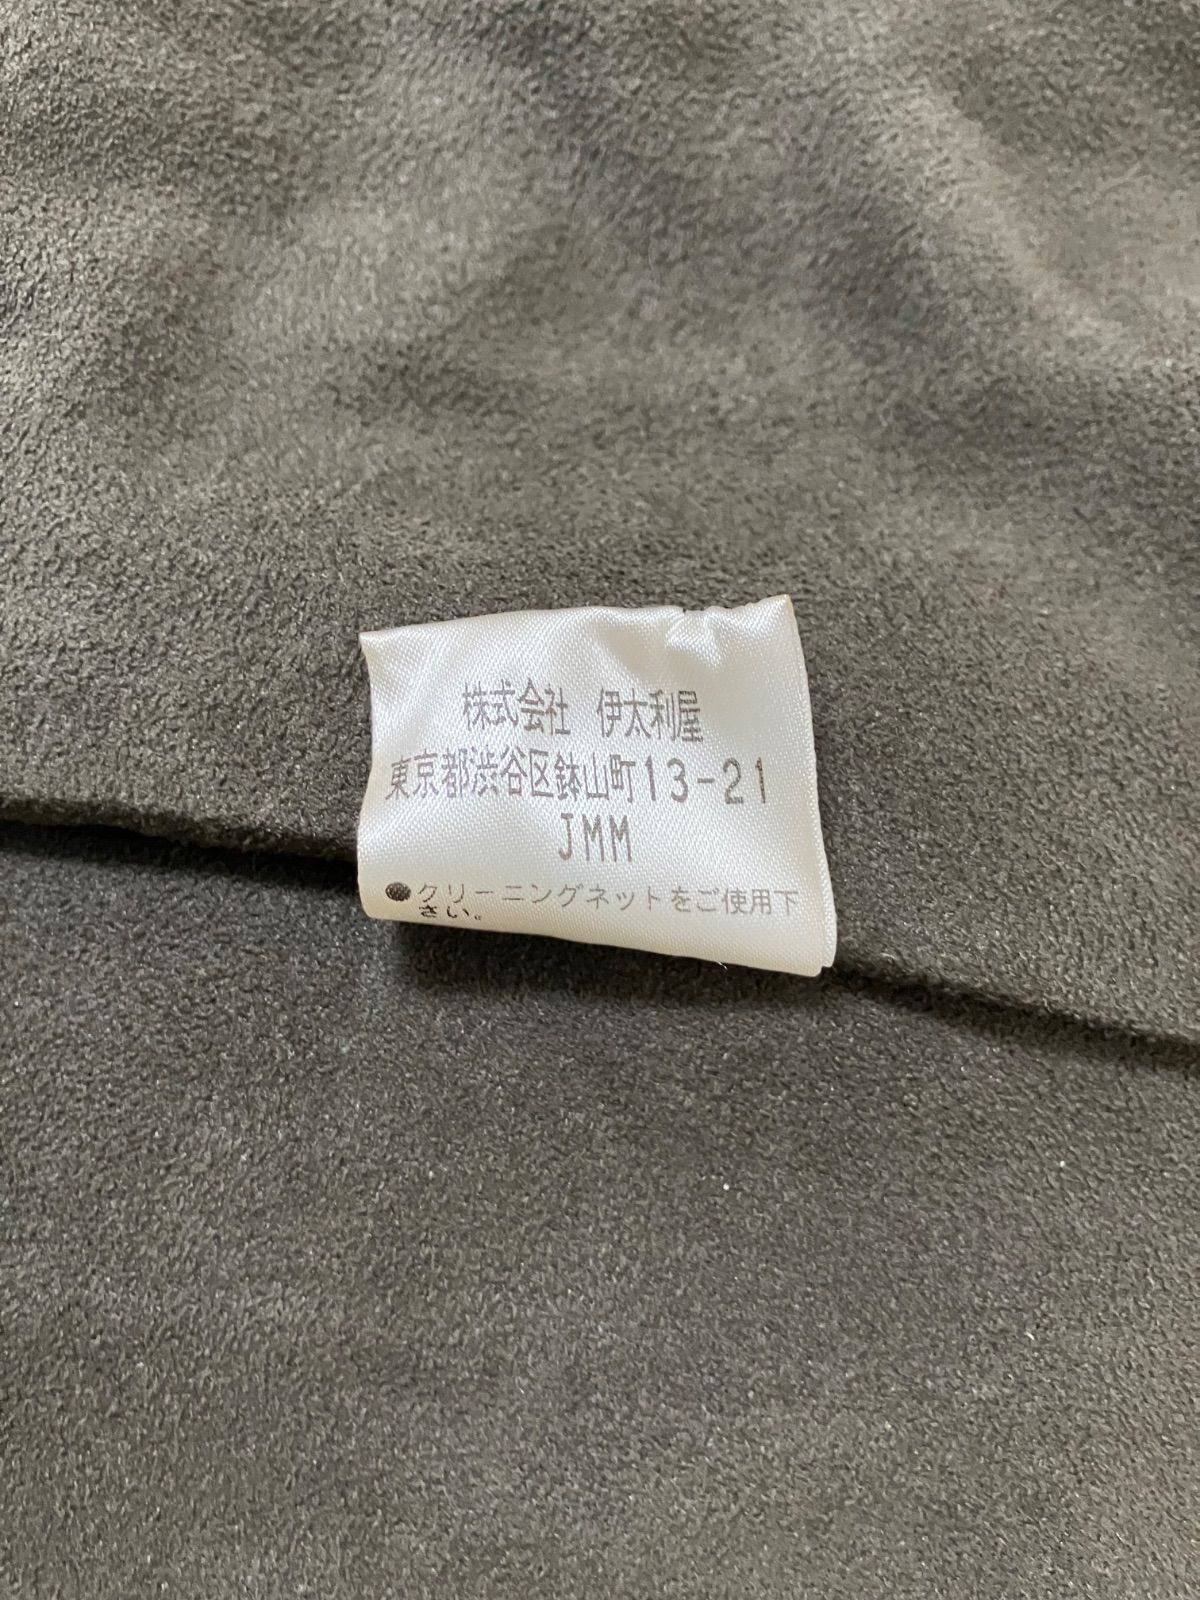 株式会社 伊太利屋
東京都渋谷区鉢山町13-21
JMM
●クリーニングネットをご使用下
さい。